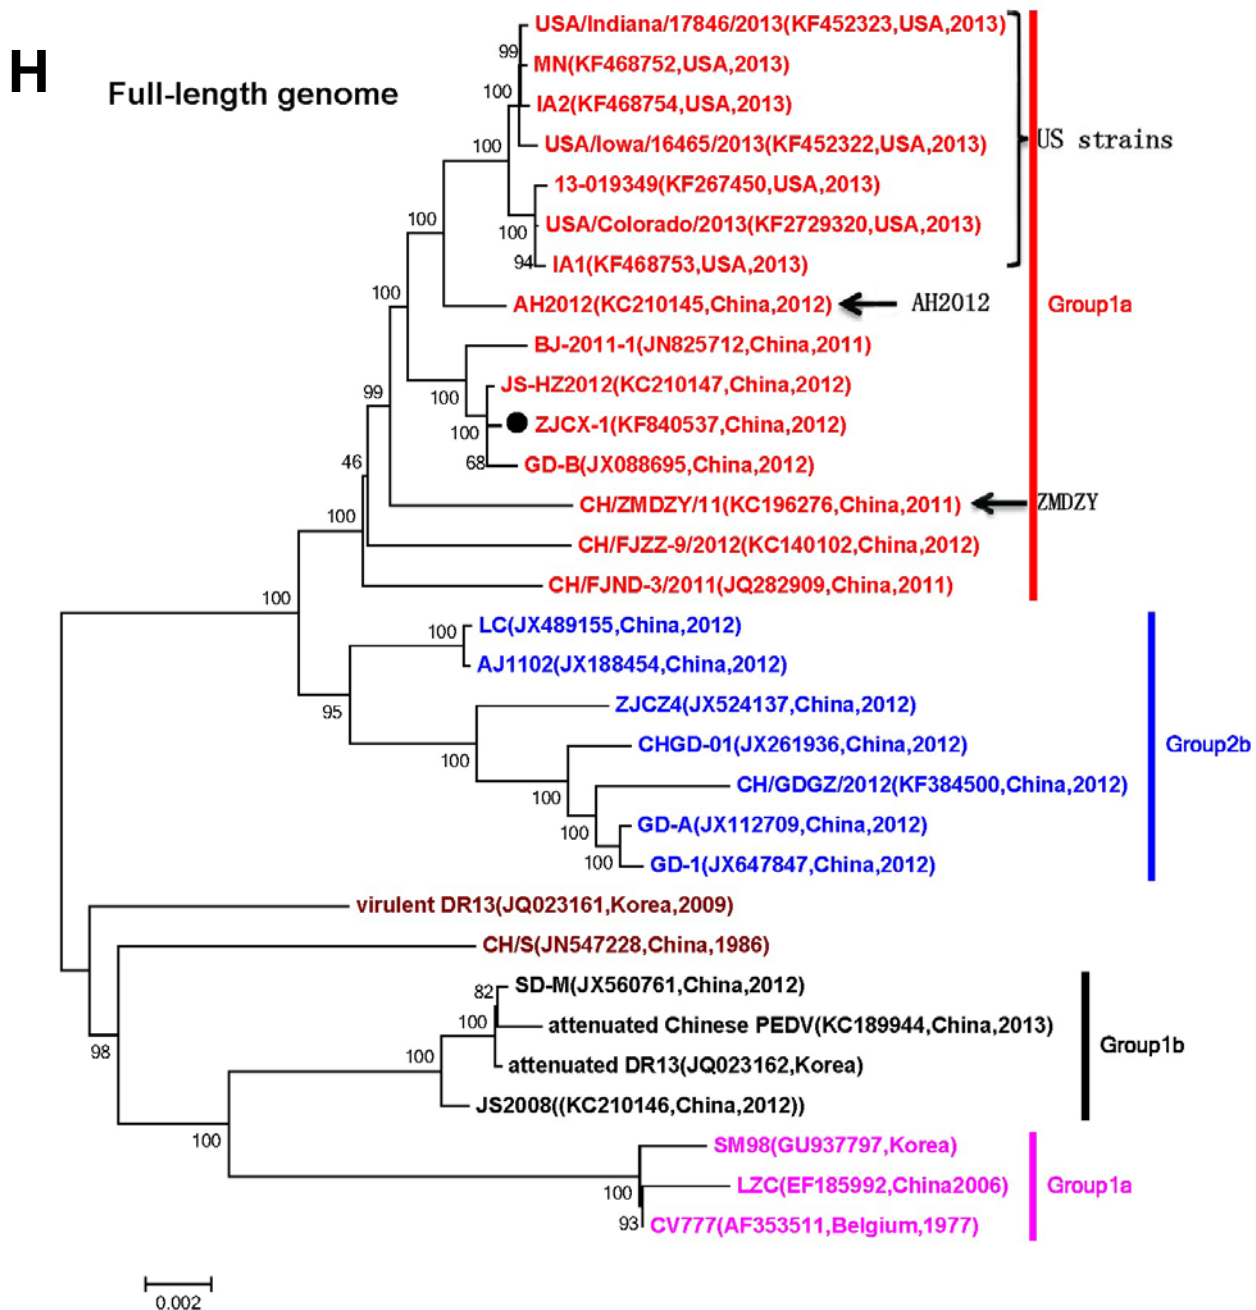 H
Full-length genome
USA/Indiana/17846/2013(KF452323,USA,2013)
99
MN(KF468752,USA,2013)
100
IA2(KF468754,USA,2013)
100
USA/Iowa/16465/2013(KF452322,USA,2013)
US strains
13-019349(KF267450,USA,2013)
100
USA/Colorado/2013(KF2729320,USA,2013)
100
94
IA1(KF468753,USA,2013)
100
AH2012(KC210145,China,2012)
AH2012
Group1a
BJ-2011-1(JN825712,China,2011)
JS-HZ2012(KC210147,China,2012)
99
100
ZJCX-1(KF840537,China,2012)
100
46
68
GD-B(JX088695,China,2012)
CH/ZMDZY/11(KC196276,China,2011)
ZMDZY
100
CH/FJZZ-9/2012(KC140102,China,2012)
CH/FJND-3/2011(JQ282909,China,2011)
100
LC(JX489155,China,2012)
100
AJ1102(JX188454,China,2012)
95
ZJCZ4(JX524137,China,2012)
CHGD-01(JX261936,China,2012)
Group2b
100
CH/GDGZ/2012(KF384500,China,2012)
100
GD-A(JX112709,China,2012)
100
100
GD-1(JX647847,China,2012)
virulent DR13(JQ023161,Korea,2009)
CH/S(JN547228,China,1986)
SD-M(JX560761,China,2012)
82
100
attenuated Chinese PEDV(KC189944,China,2013)
Group1b
98
100
attenuated DR13(JQ023162,Korea)
JS2008((KC210146,China,2012))
100
SM98(GU937797,Korea)
100
LZC(EF185992,China2006)
Group1a
93
CV777(AF353511,Belgium,1977)
0.002